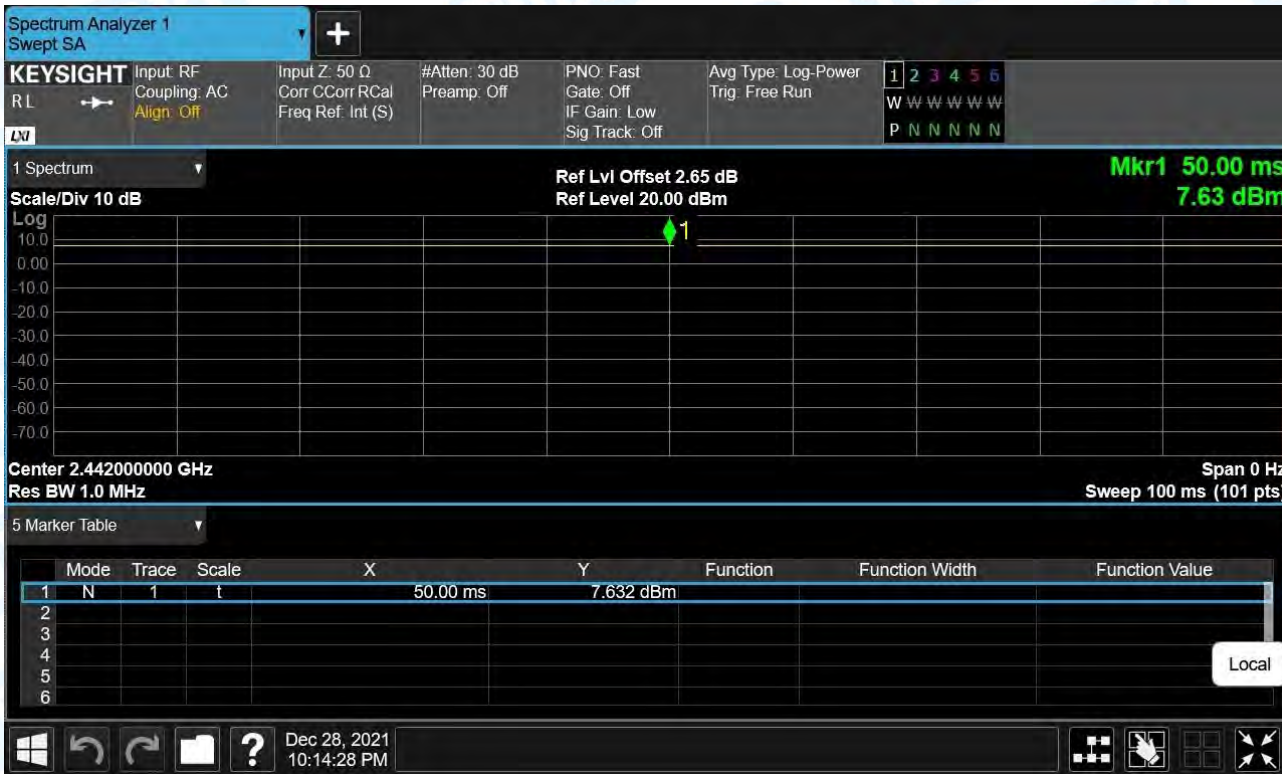 Spectrum Analyzer 1
Swept SA
+
KEYSIGHT
RL
LXI
Input: RF
Coupling: AC
Align: Off
Input Z: 50 Ω
Corr CCorr RCal
Freq Ref: Int (S)
#Atten: 30 dB
Preamp: Off
PNO: Fast
Gate: Off
IF Gain: Low
Sig Track: Off
Avg Type: Log-Power
Trig: Free Run
1 2 3 4 5 6
W W W W W W
P N N N N N
1 Spectrum
Scale/Div 10 dB
Ref Lvl Offset 2.65 dB
Ref Level 20.00 dBm
Mkr1 50.00 ms
7.63 dBm
Log
10.0
0.00
-10.0
-20.0
-30.0
-40.0
-50.0
-60.0
-70.0
1
Center 2.442000000 GHz
Res BW 1.0 MHz
Span 0 Hz
Sweep 100 ms (101 pts)
5 Marker Table
Mode Trace Scale X Y Function Function Width Function Value
1 N 1 t 50.00 ms 7.632 dBm
2
3
4
5
6
Local
?
Dec 28, 2021
10:14:28 PM